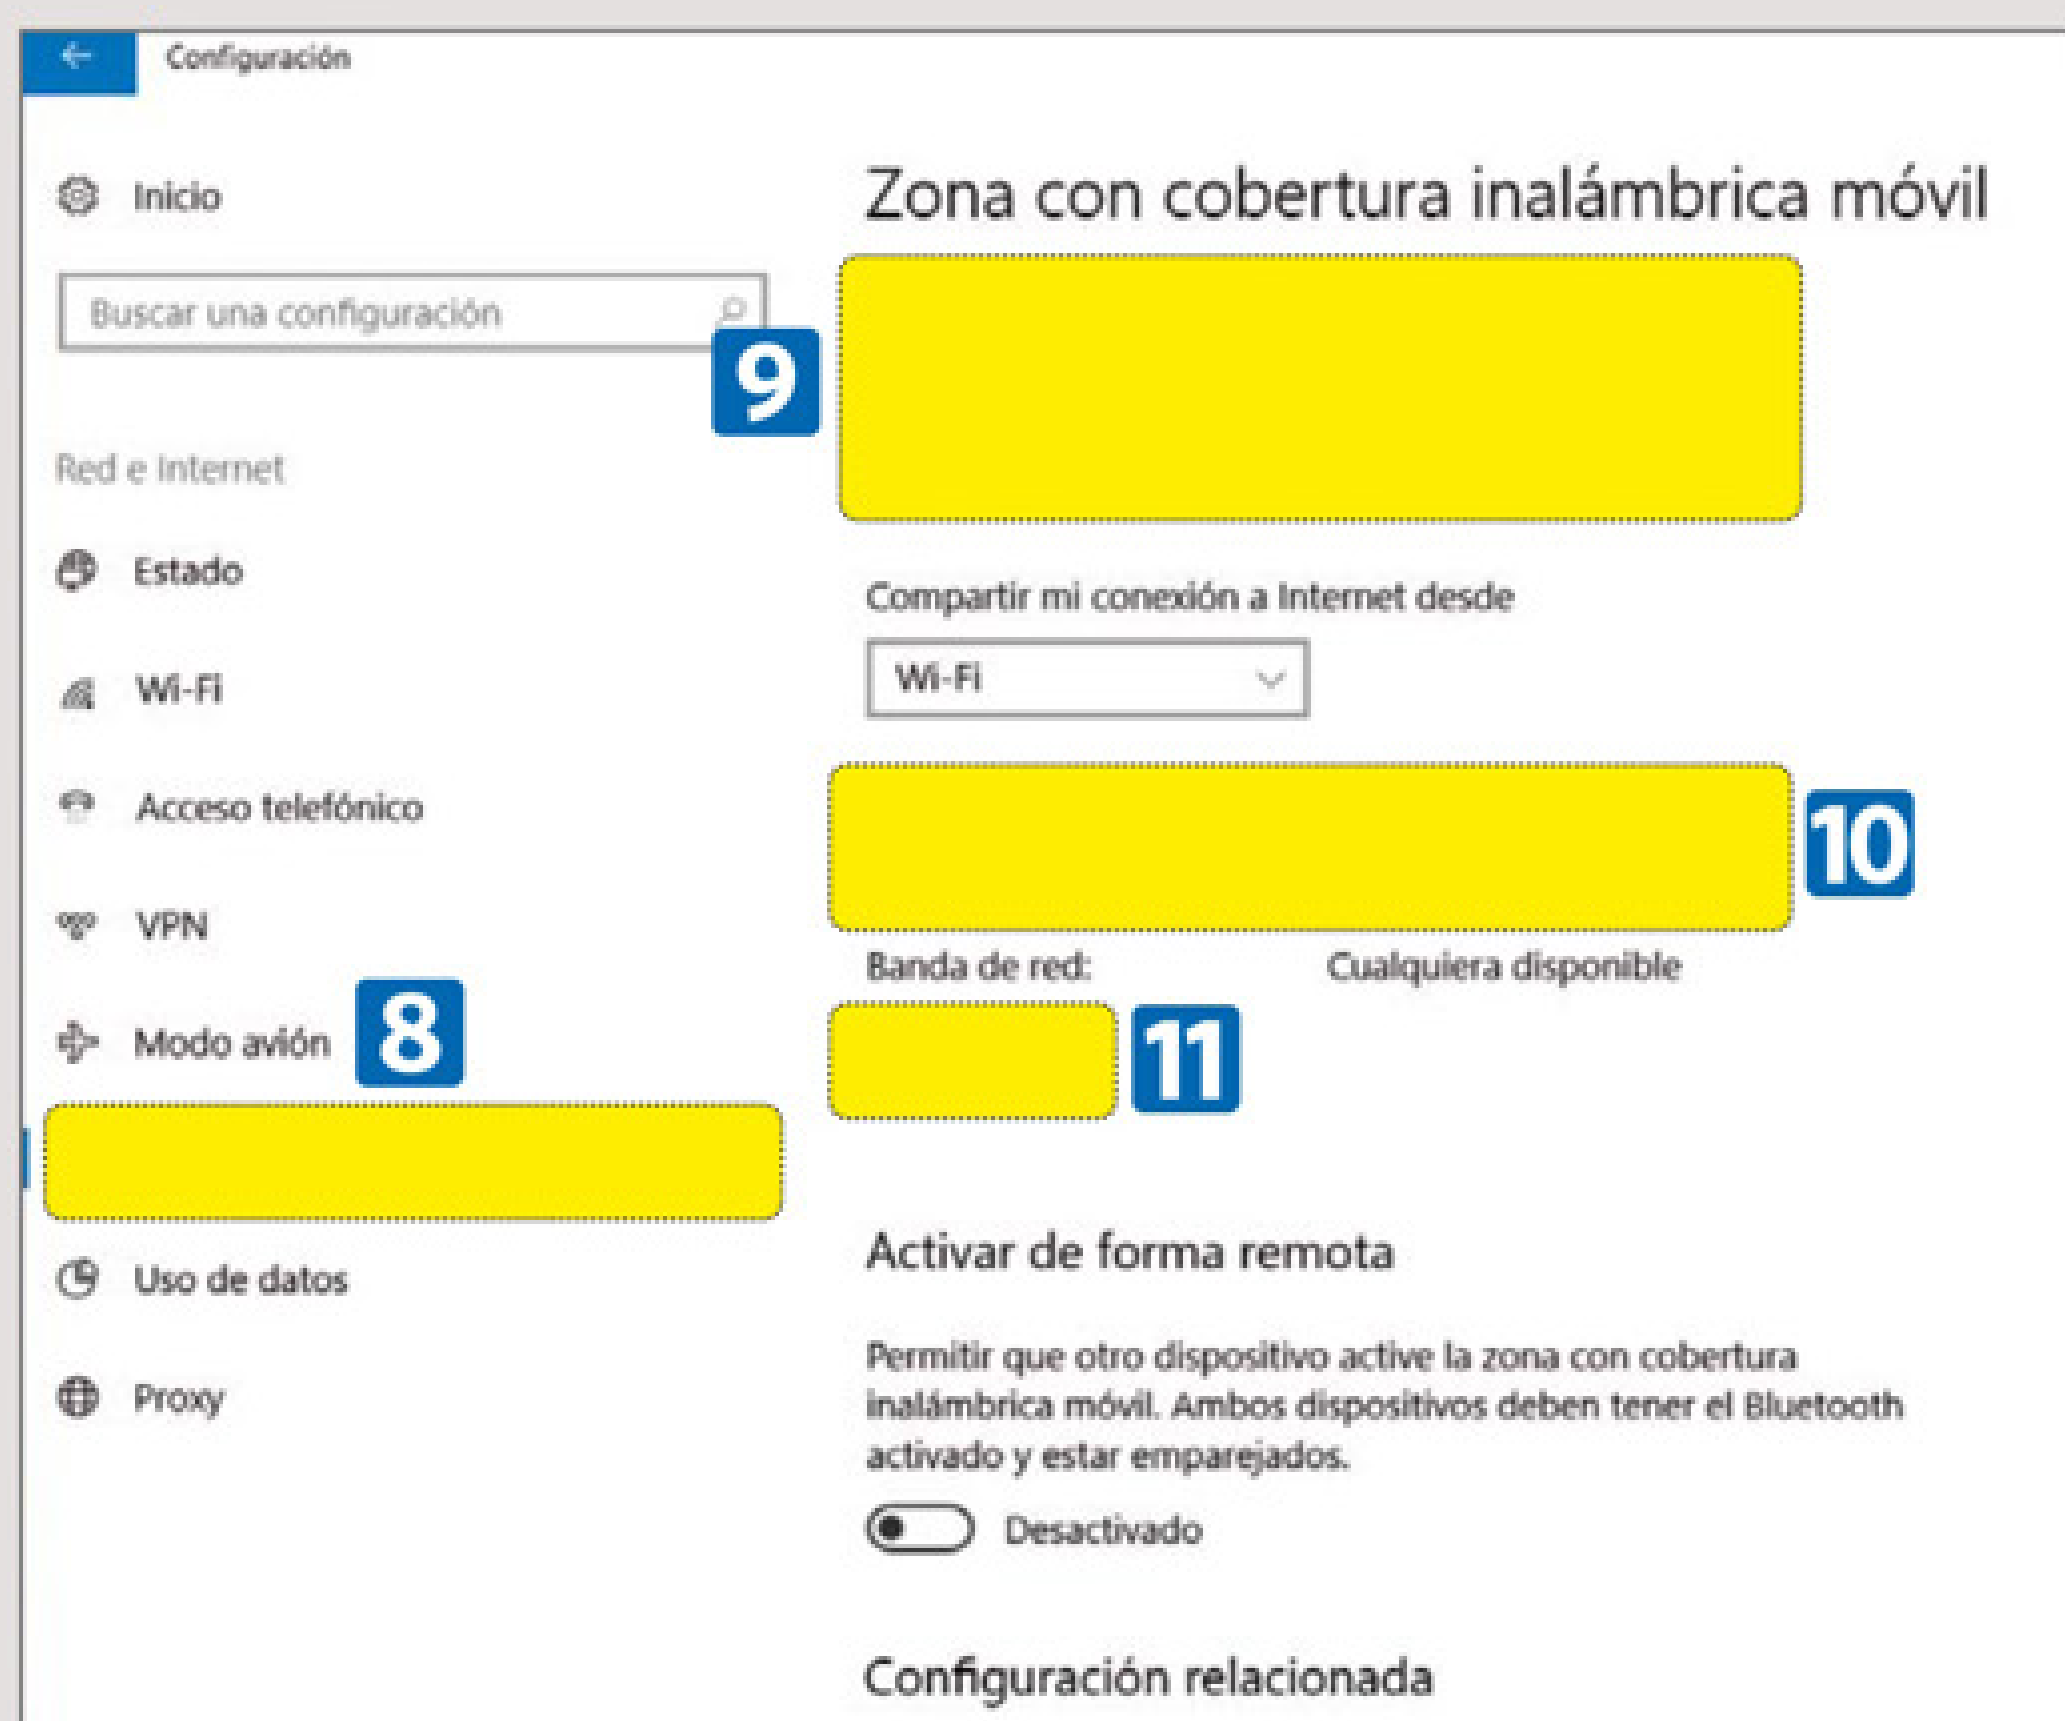 Configuración
Inicio
Buscar una configuración
9
Red e Internet
Estado
Wi-Fi
Acceso telefónico
VPN
Modo avión
8
Uso de datos
Proxy
Zona con cobertura inalámbrica móvil
Compartir mi conexión a Internet desde
Wi-Fi
10
Banda de red: Cualquiera disponible
11
Activar de forma remota
Permitir que otro dispositivo active la zona con cobertura
inalámbrica móvil. Ambos dispositivos deben tener el Bluetooth
activado y estar emparejados.
Desactivado
Configuración relacionada